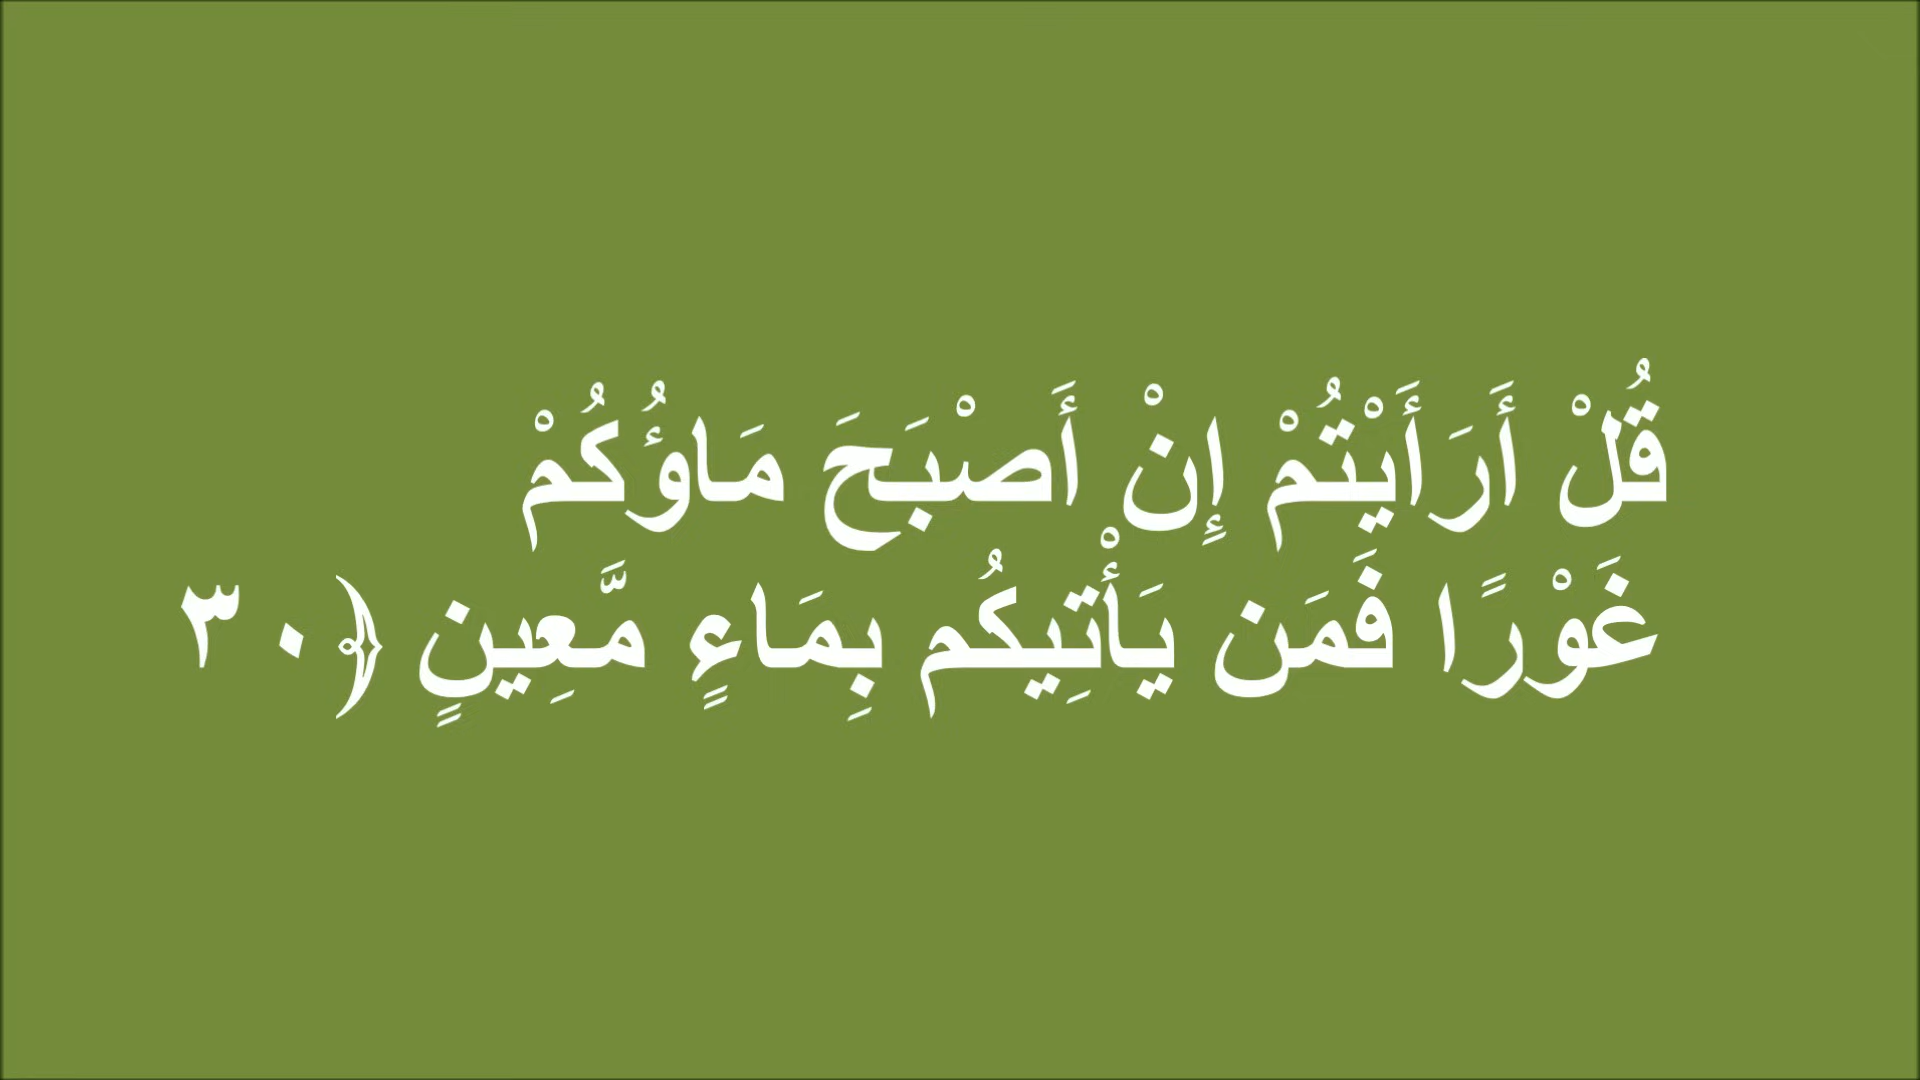 قُلْ أَرَأَيْتُمْ إِنْ أَصْبَحَ مَاؤُكُمْ
غَوْرًا فَمَن يَأْتِيكُم بِمَاءٍ مَّعِينٍ ﴿٣٠